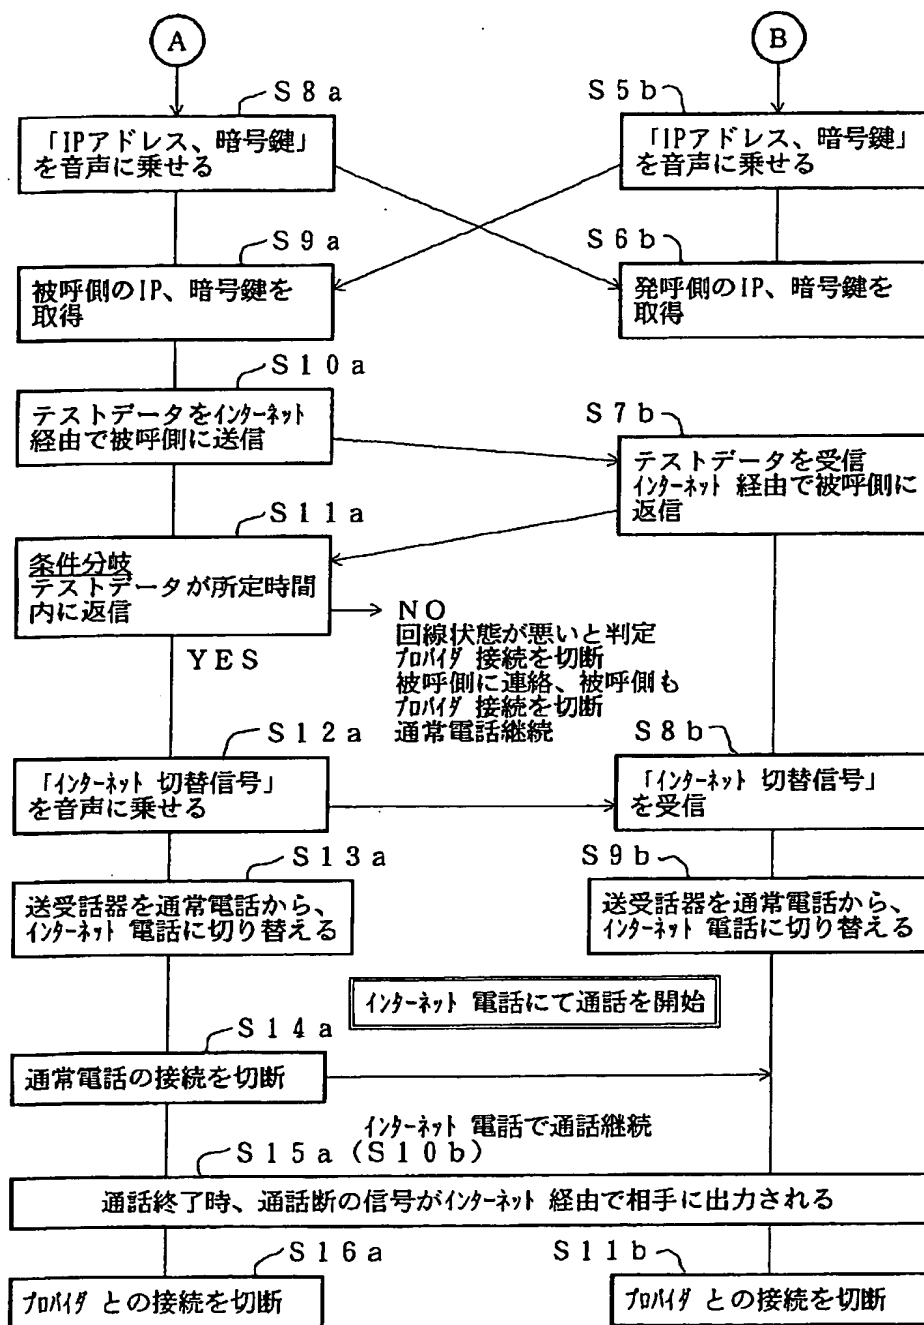 A
B
S8a
S5b
「IPアドレス、暗号鍵」
を音声に乗せる
「IPアドレス、暗号鍵」
を音声に乗せる
S9a
S6b
被呼側のIP、暗号鍵を
取得
発呼側のIP、暗号鍵を
取得
S10a
テストデータをインターネット
経由で被呼側に送信
S7b
テストデータを受信
インターネット 経由で被呼側に
返信
S11a
条件分岐
テストデータが所定時間
内に返信
NO
回線状態が悪いと判定
プロバイダ 接続を切断
被呼側に連絡、被呼側も
プロバイダ 接続を切断
通常電話継続
YES
S12a
S8b
「インターネット 切替信号」
を音声に乗せる
「インターネット 切替信号」
を受信
S13a
S9b
送受話器を通常電話から、
インターネット 電話に切り替える
送受話器を通常電話から、
インターネット 電話に切り替える
インターネット 電話にて通話を開始
S14a
通常電話の接続を切断
インターネット 電話で通話継続
S15a (S10b)
通話終了時、通話断の信号がインターネット 経由で相手に出力される
S16a
S11b
プロバイダ との接続を切断
プロバイダ との接続を切断